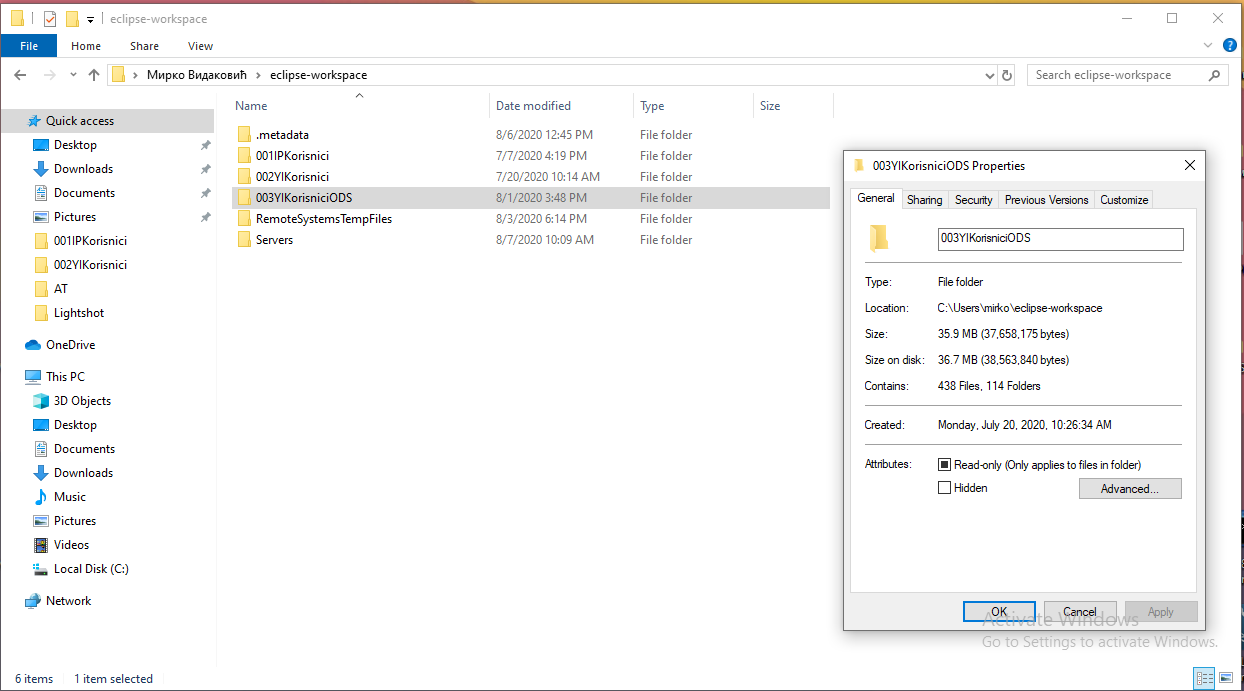 eclipse-workspace
File Home Share View
Мирко Видаковић › eclipse-workspace
Search eclipse-workspace
Name Date modified Type Size
Quick access
Desktop
Downloads
Documents
Pictures
001IPKorisnici
002YIKorisnici
AT
Lightshot
OneDrive
This PC
3D Objects
Desktop
Documents
Downloads
Music
Pictures
Videos
Local Disk (C:)
Network
.metadata 8/6/2020 12:45 PM File folder
001IPKorisnici 7/7/2020 4:19 PM File folder
002YIKorisnici 7/20/2020 10:14 AM File folder
003YIKorisniciODS 8/1/2020 3:48 PM File folder
RemoteSystemsTempFiles 8/3/2020 6:14 PM File folder
Servers 8/7/2020 10:09 AM File folder
003YIKorisniciODS Properties
General Sharing Security Previous Versions Customize
003YIKorisniciODS
Type: File folder
Location: C:\Users\mirko\eclipse-workspace
Size: 35.9 MB (37,658,175 bytes)
Size on disk: 36.7 MB (38,563,840 bytes)
Contains: 438 Files, 114 Folders
Created: Monday, July 20, 2020, 10:26:34 AM
Attributes: Read-only (Only applies to files in folder)
Hidden Advanced...
OK Cancel Apply
Activate Windows
Go to Settings to activate Windows.
6 items 1 item selected